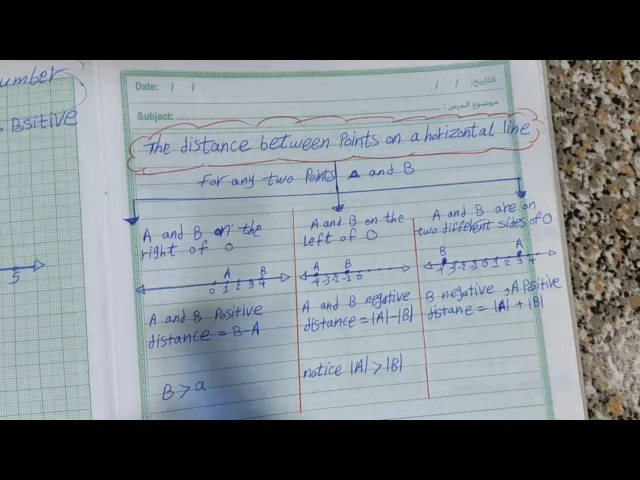 umber
Positive
5
Date: / /
/ / التاريخ:
Subject:
موضوع الدرس:
The distance between Points on a horizontal line
For any two Points A and B
A and B on the
right of 0
A B
0 1 2 3 4
A and B Positive
distance = B-A
B > a
A and B on the
left of 0
A B
-4 -3 -2 -1 0
A and B negative
distance = |A|-|B|
notice |A| > |B|
A and B are on
two different sides of 0
B A
-4 -3 -2 -1 0 1 2 3 4
B negative, A Positive
distane = |A| + |B|